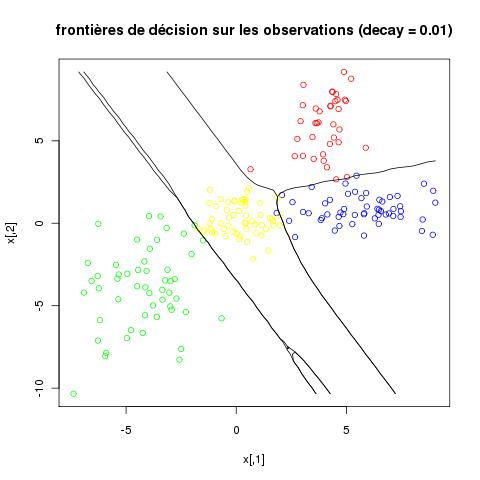 frontières de décision sur les observations (decay = 0.01)
x[,2]
5
0
-5
-10
-5
0
5
x[,1]